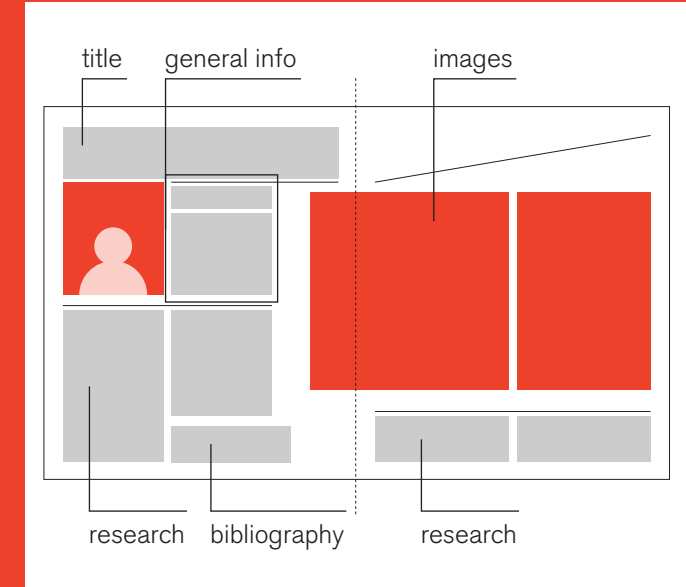 title
general info
images
research
bibliography
research